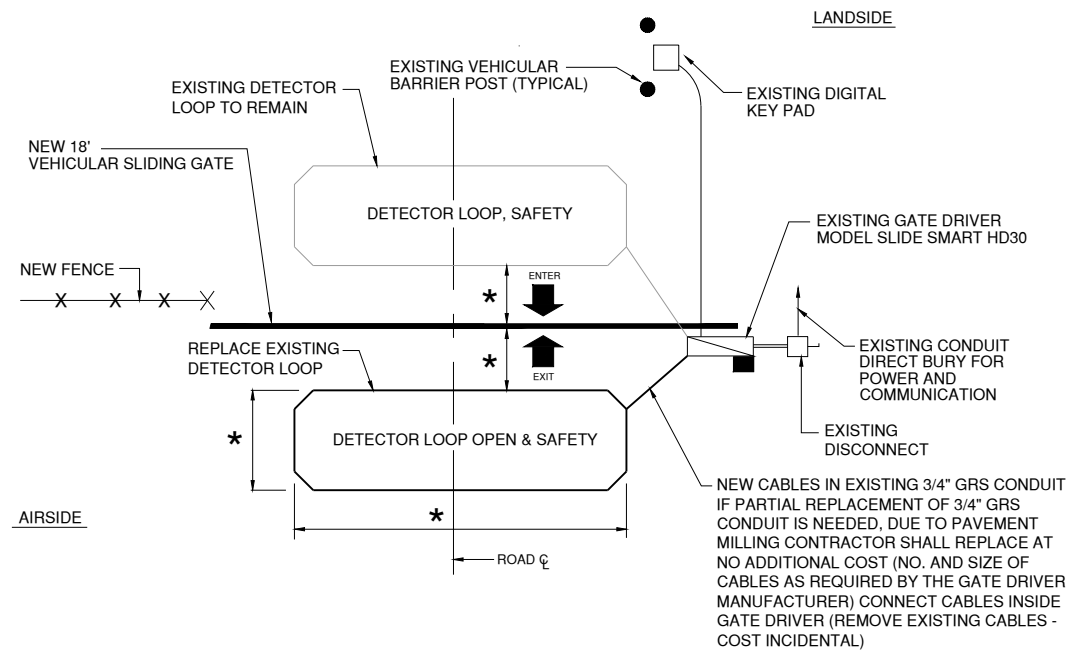 LANDSIDE
EXISTING VEHICULAR
BARRIER POST (TYPICAL)
EXISTING DETECTOR
LOOP TO REMAIN
EXISTING DIGITAL
KEY PAD
NEW 18'
VEHICULAR SLIDING GATE
DETECTOR LOOP, SAFETY
EXISTING GATE DRIVER
MODEL SLIDE SMART HD30
NEW FENCE
X X X X
ENTER
*
REPLACE EXISTING
DETECTOR LOOP
*
EXIT
EXISTING CONDUIT
DIRECT BURY FOR
POWER AND
COMMUNICATION
*
DETECTOR LOOP OPEN & SAFETY
EXISTING
DISCONNECT
AIRSIDE
*
ROAD ℄
NEW CABLES IN EXISTING 3/4" GRS CONDUIT
IF PARTIAL REPLACEMENT OF 3/4" GRS
CONDUIT IS NEEDED, DUE TO PAVEMENT
MILLING CONTRACTOR SHALL REPLACE AT
NO ADDITIONAL COST (NO. AND SIZE OF
CABLES AS REQUIRED BY THE GATE DRIVER
MANUFACTURER) CONNECT CABLES INSIDE
GATE DRIVER (REMOVE EXISTING CABLES -
COST INCIDENTAL)